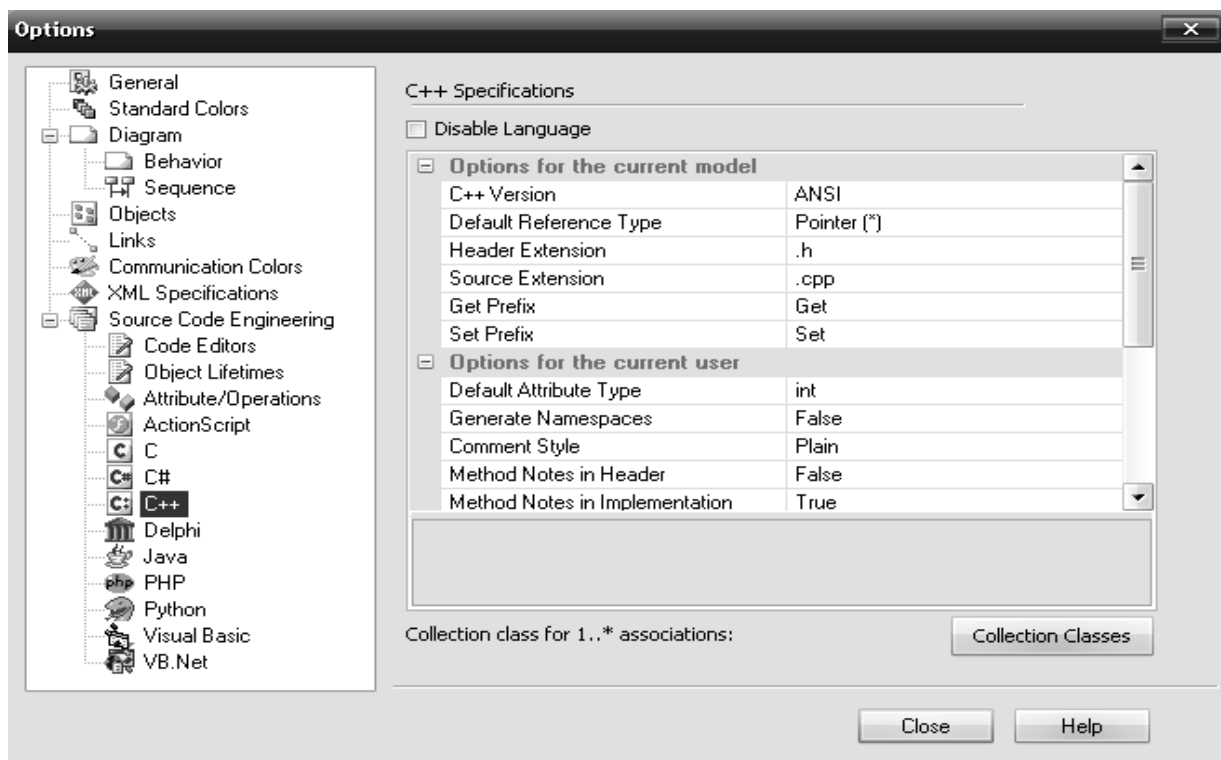 Options
General
Standard Colors
Diagram
Behavior
Sequence
Objects
Links
Communication Colors
XML Specifications
Source Code Engineering
Code Editors
Object Lifetimes
Attribute/Operations
ActionScript
C
C#
C++
Delphi
Java
PHP
Python
Visual Basic
VB.Net
C++ Specifications
Disable Language
Options for the current model
C++ Version ANSI
Default Reference Type Pointer (*)
Header Extension .h
Source Extension .cpp
Get Prefix Get
Set Prefix Set
Options for the current user
Default Attribute Type int
Generate Namespaces False
Comment Style Plain
Method Notes in Header False
Method Notes in Implementation True
Collection class for 1..* associations:
Collection Classes
Close
Help